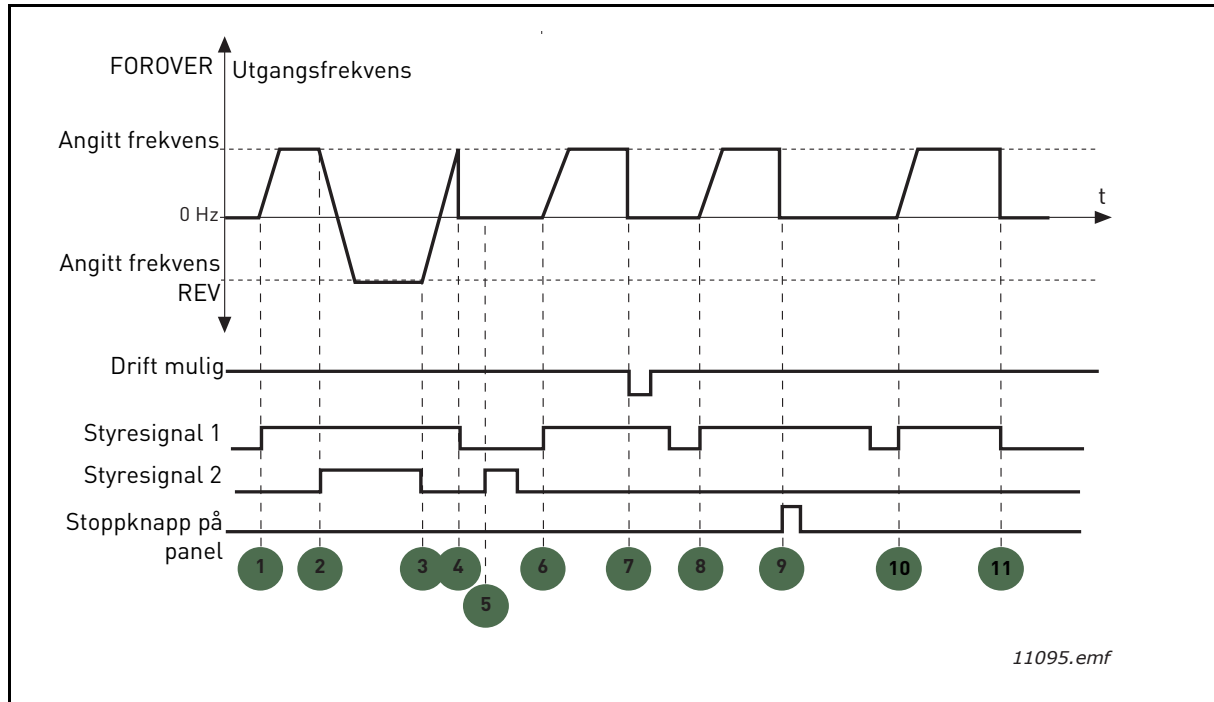 FOROVER
Utgangsfrekvens
Angitt frekvens
0 Hz
t
Angitt frekvens
REV
Drift mulig
Styresignal 1
Styresignal 2
Stoppknapp på
panel
1
2
3
4
5
6
7
8
9
10
11
11095.emf